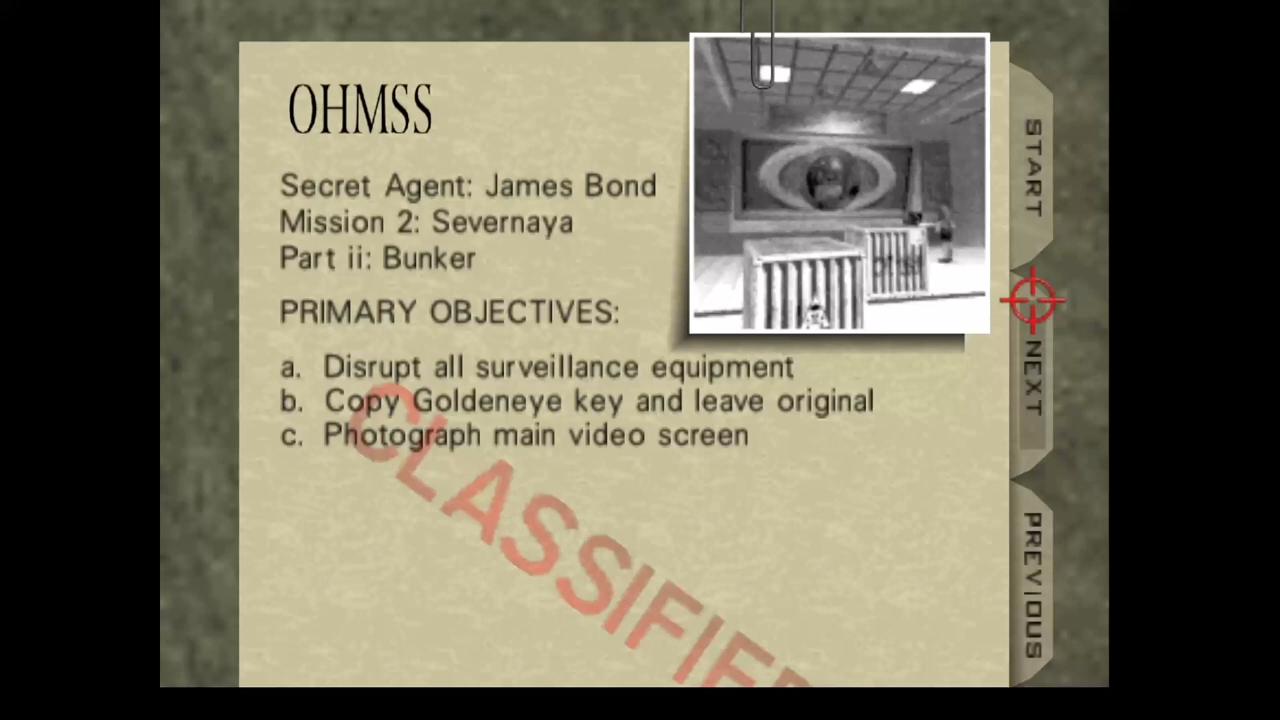 OHMSS
Secret Agent: James Bond
Mission 2: Severnaya
Part ii: Bunker
PRIMARY OBJECTIVES:
a. Disrupt all surveillance equipment
b. Copy Goldeneye key and leave original
c. Photograph main video screen
CLASSIFIE
START
NEXT
PREVIOUS